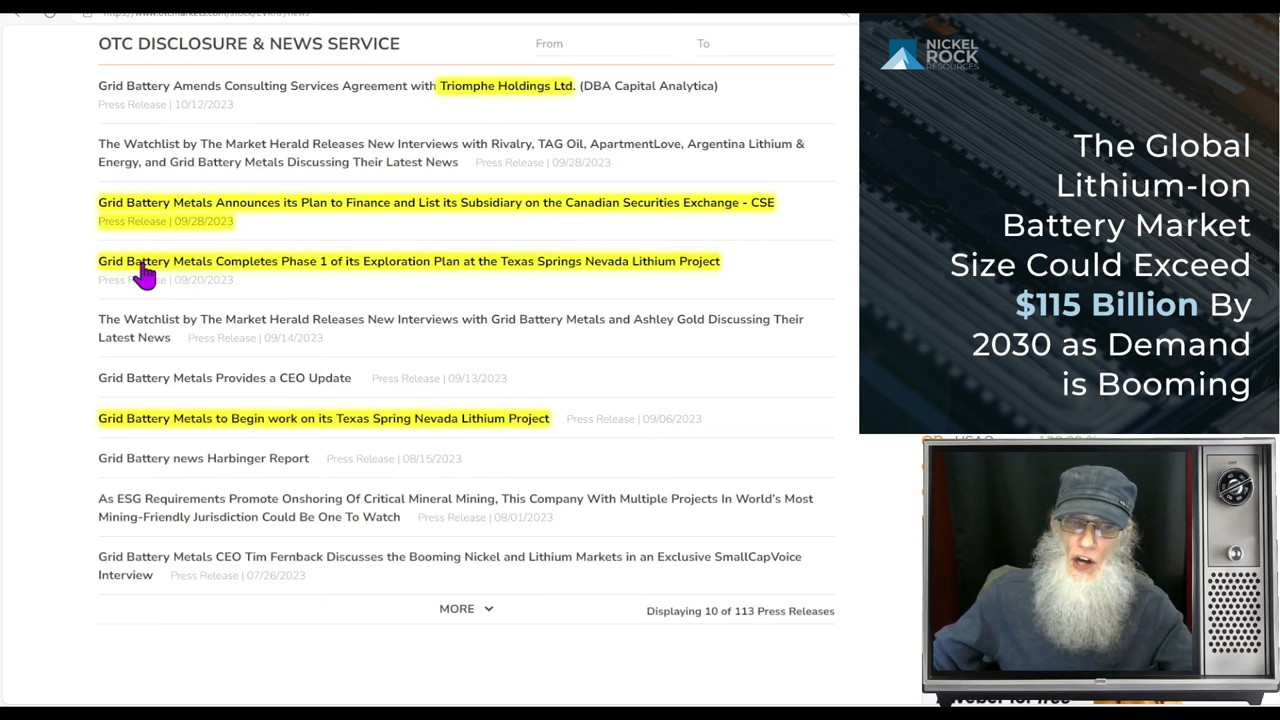 OTC DISCLOSURE & NEWS SERVICE
From
To
Grid Battery Amends Consulting Services Agreement with Triomphe Holdings Ltd. (DBA Capital Analytica)
Press Release | 10/12/2023
The Watchlist by The Market Herald Releases New Interviews with Rivalry, TAG Oil, ApartmentLove, Argentina Lithium &
Energy, and Grid Battery Metals Discussing Their Latest News Press Release | 09/28/2023
Grid Battery Metals Announces its Plan to Finance and List its Subsidiary on the Canadian Securities Exchange - CSE
Press Release | 09/28/2023
Grid Battery Metals Completes Phase 1 of its Exploration Plan at the Texas Springs Nevada Lithium Project
Press | 09/20/2023
The Watchlist by The Market Herald Releases New Interviews with Grid Battery Metals and Ashley Gold Discussing Their
Latest News Press Release | 09/14/2023
Grid Battery Metals Provides a CEO Update Press Release | 09/13/2023
Grid Battery Metals to Begin work on its Texas Spring Nevada Lithium Project Press Release | 09/06/2023
Grid Battery news Harbinger Report Press Release | 08/15/2023
As ESG Requirements Promote Onshoring Of Critical Mineral Mining, This Company With Multiple Projects In World's Most
Mining-Friendly Jurisdiction Could Be One To Watch Press Release | 08/01/2023
Grid Battery Metals CEO Tim Fernback Discusses the Booming Nickel and Lithium Markets in an Exclusive SmallCapVoice
Interview Press Release | 07/26/2023
MORE
Displaying 10 of 113 Press Releases
NICKEL
ROCK
RESOURCES
The Global
Lithium-Ion
Battery Market
Size Could Exceed
$115 Billion By
2030 as Demand
is Booming